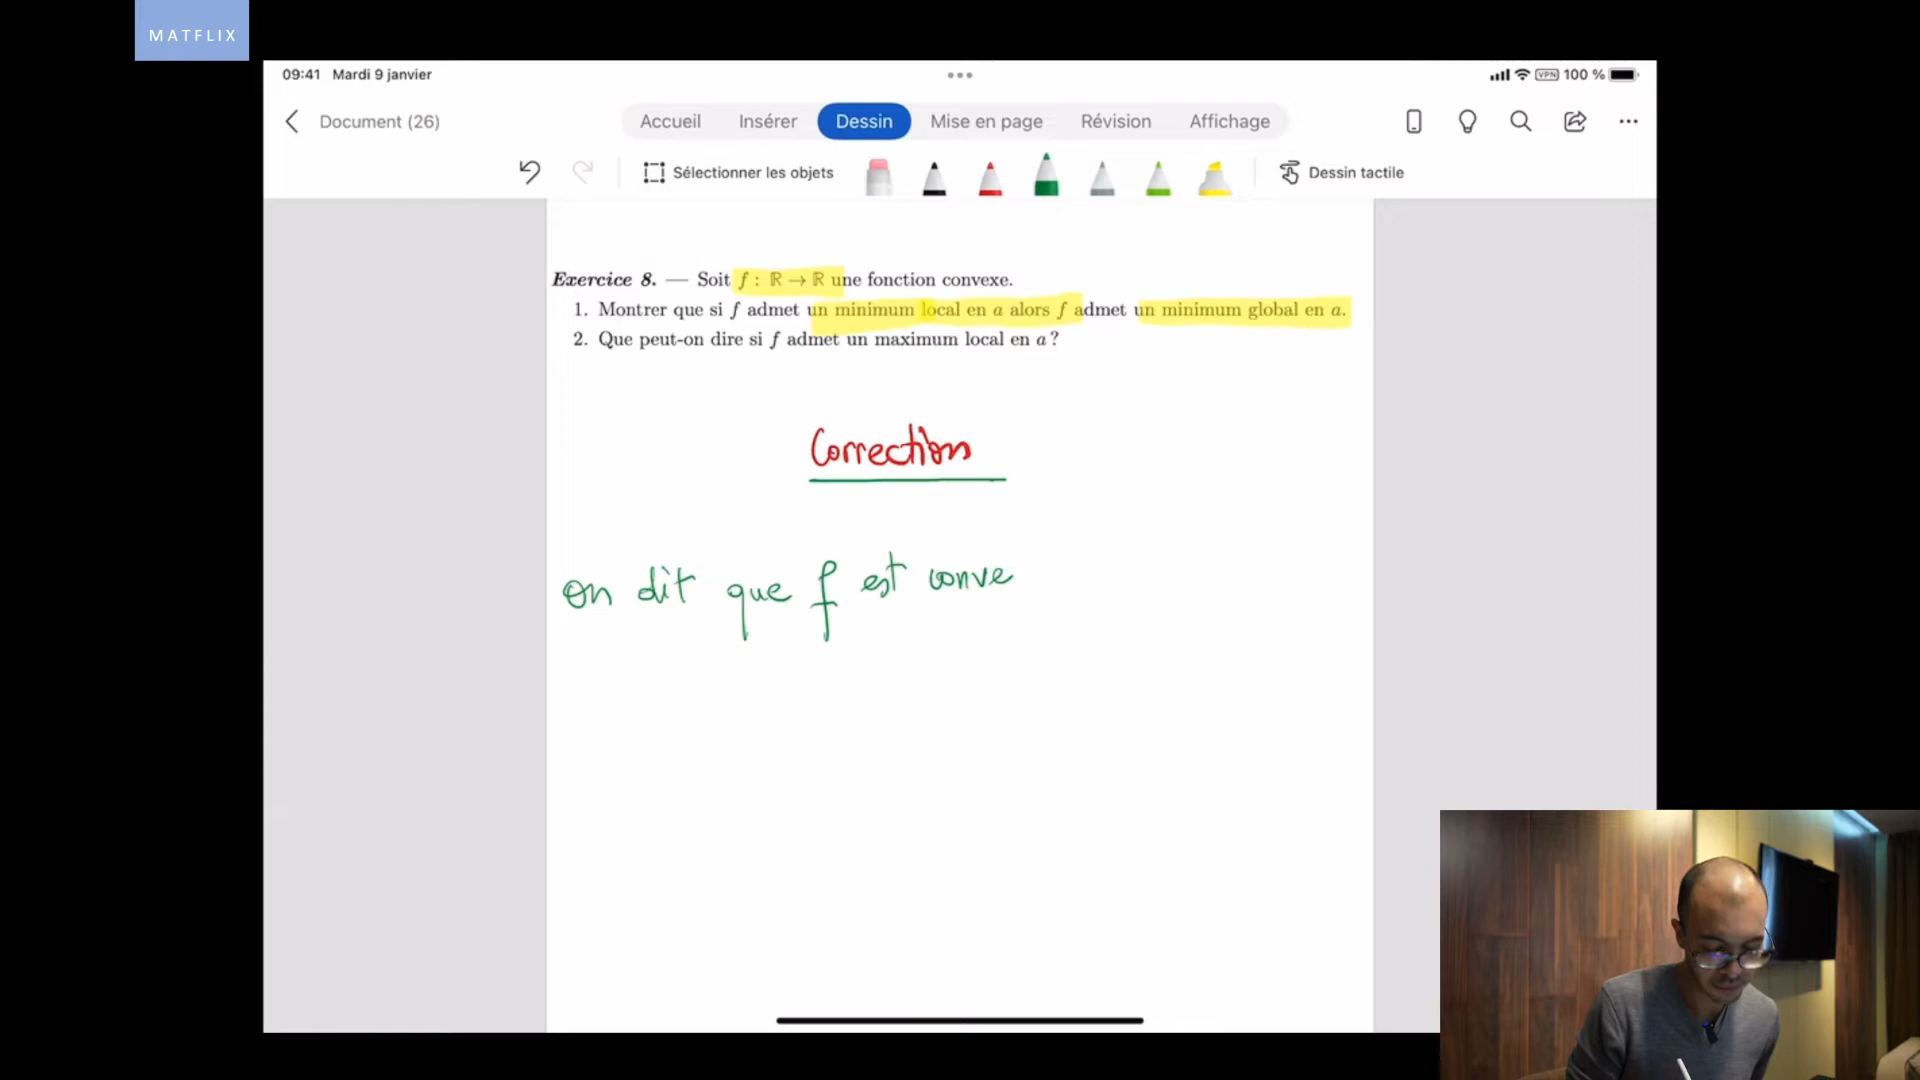 MATFLIX
09:41 Mardi 9 janvier
VPN 100 %
Document (26)
Accueil Insérer Dessin Mise en page Révision Affichage
Sélectionner les objets
Dessin tactile
Exercice 8. — Soit f : ℝ → ℝ une fonction convexe.
1. Montrer que si f admet un minimum local en a alors f admet un minimum global en a.
2. Que peut-on dire si f admet un maximum local en a ?
Correction
on dit que f est conve